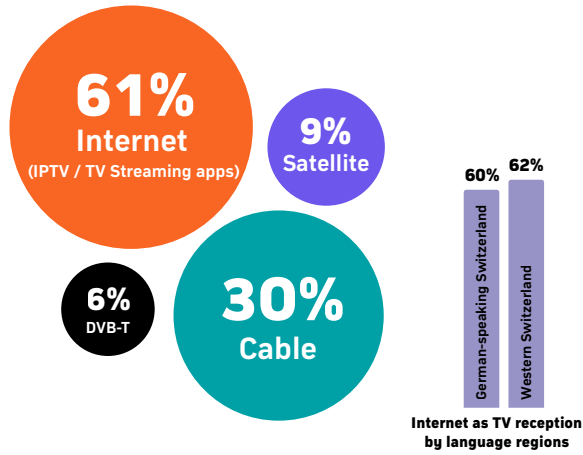 61%
Internet
(IPTV / TV Streaming apps)
9%
Satellite
6%
DVB-T
30%
Cable
60%
German-speaking Switzerland
62%
Western Switzerland
Internet as TV reception
by language regions